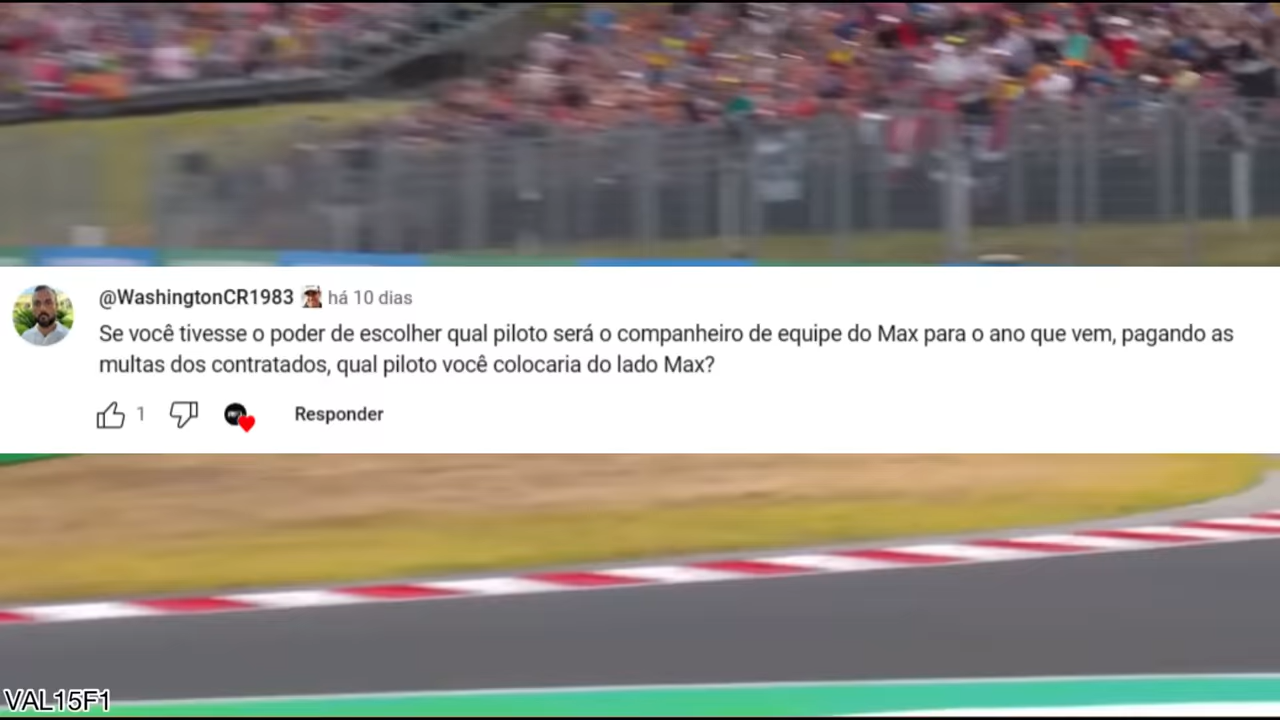 @WashingtonCR1983 há 10 dias
Se você tivesse o poder de escolher qual piloto será o companheiro de equipe do Max para o ano que vem, pagando as
multas dos contratados, qual piloto você colocaria do lado Max?
1 Responder
VAL15F1